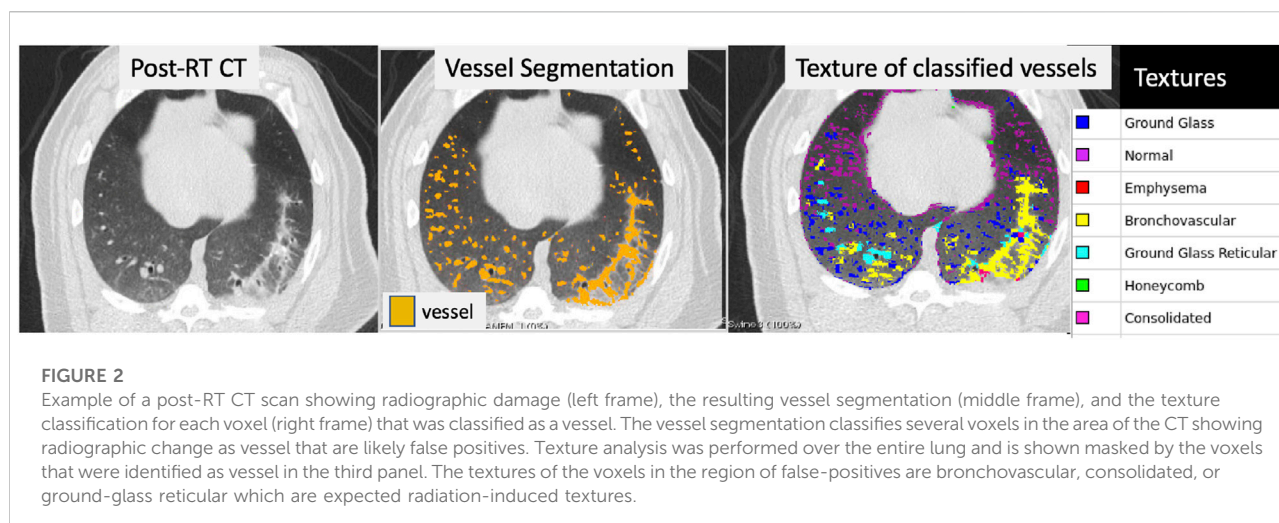 Post-RT CT
Vessel Segmentation
Texture of classified vessels
Textures
Ground Glass
Normal
Emphysema
Bronchovascular
Ground Glass Reticular
Honeycomb
Consolidated
vessel
(100%)
FIGURE 2
Example of a post-RT CT scan showing radiographic damage (left frame), the resulting vessel segmentation (middle frame), and the texture
classification for each voxel (right frame) that was classified as a vessel. The vessel segmentation classifies several voxels in the area of the CT showing
radiographic change as vessel that are likely false positives. Texture analysis was performed over the entire lung and is shown masked by the voxels
that were identified as vessel in the third panel. The textures of the voxels in the region of false-positives are bronchovascular, consolidated, or
ground-glass reticular which are expected radiation-induced textures.